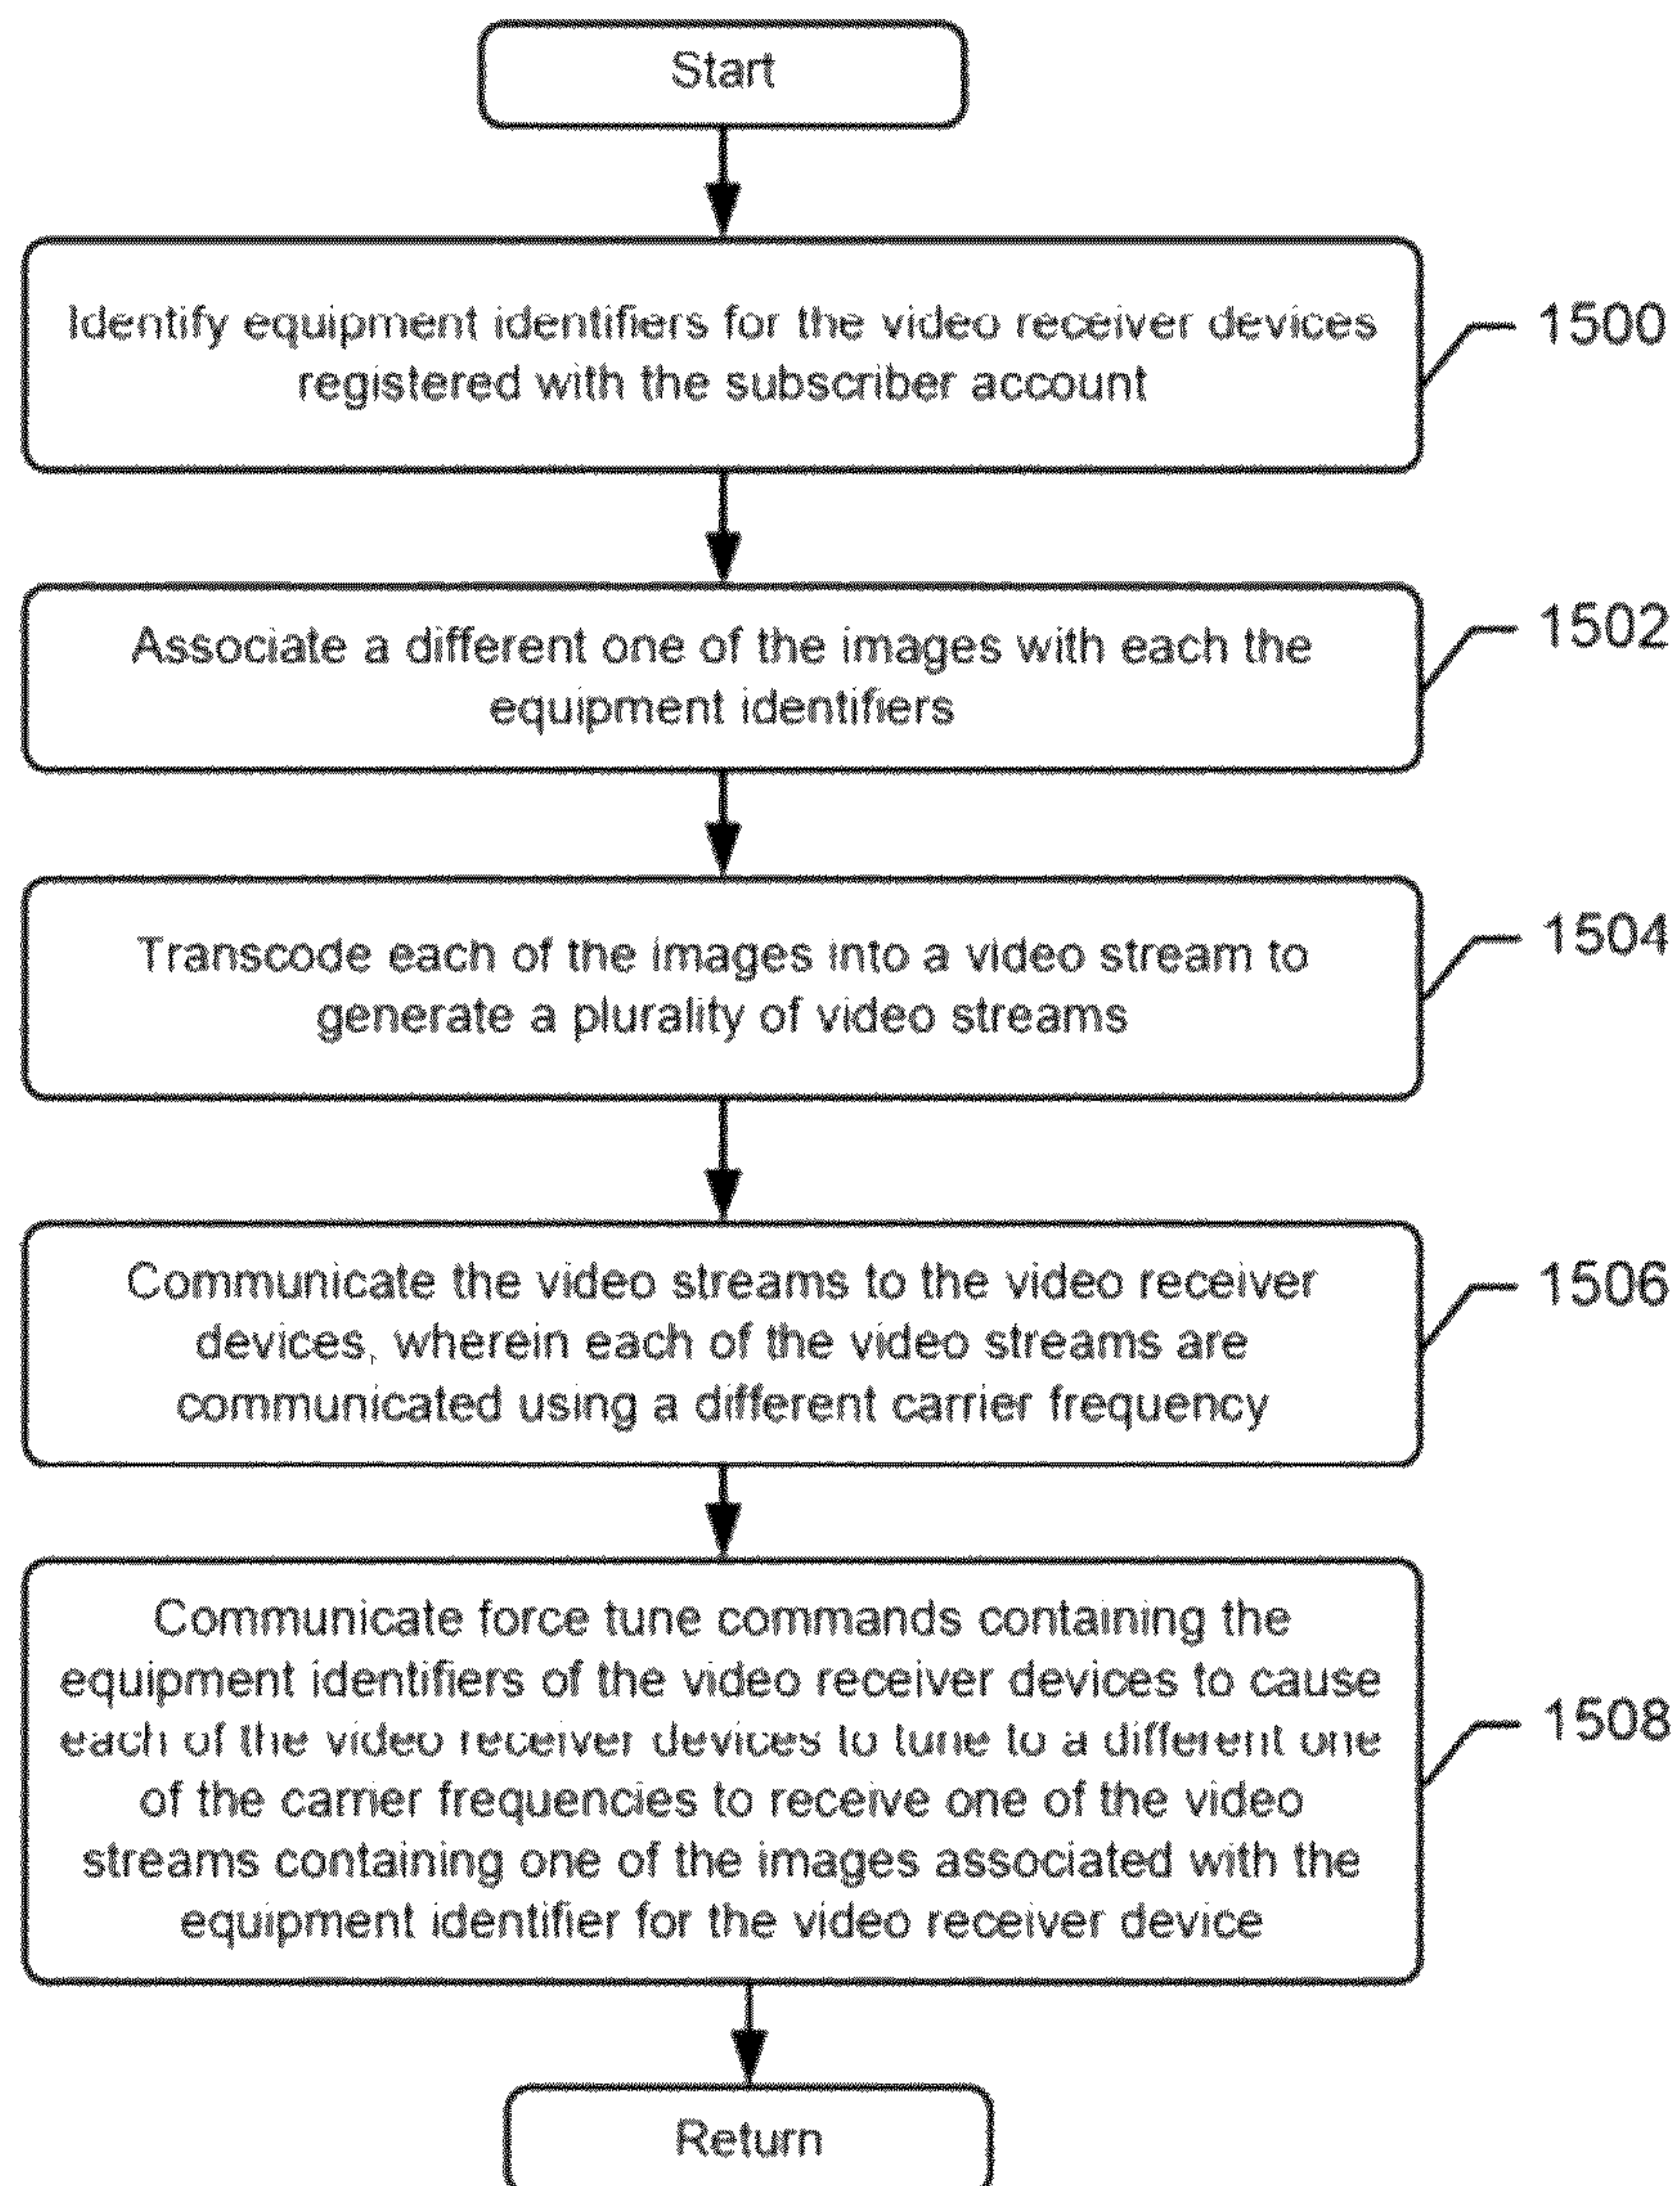 Start
Identify equipment identifiers for the video receiver devices
registered with the subscriber account
1500
Associate a different one of the images with each the
equipment identifiers
1502
Transcode each of the images into a video stream to
generate a plurality of video streams
1504
Communicate the video streams to the video receiver
devices, wherein each of the video streams are
communicated using a different carrier frequency
1506
Communicate force tune commands containing the
equipment identifiers of the video receiver devices to cause
each of the video receiver devices to tune to a different one
of the carrier frequencies to receive one of the video
streams containing one of the images associated with the
equipment identifier for the video receiver device
1508
Return